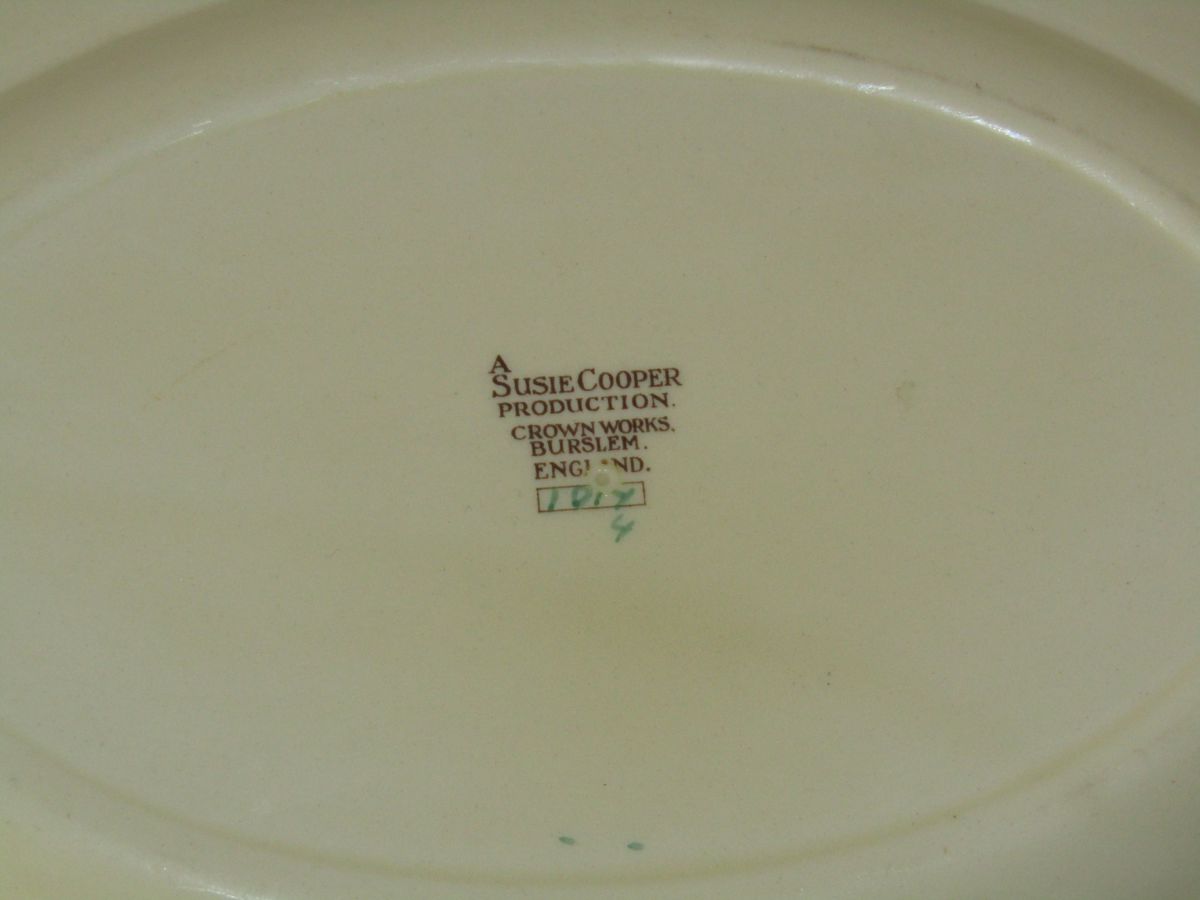 A
SUSIE COOPER
PRODUCTION.
CROWN WORKS.
BURSLEM.
ENGLAND.
4